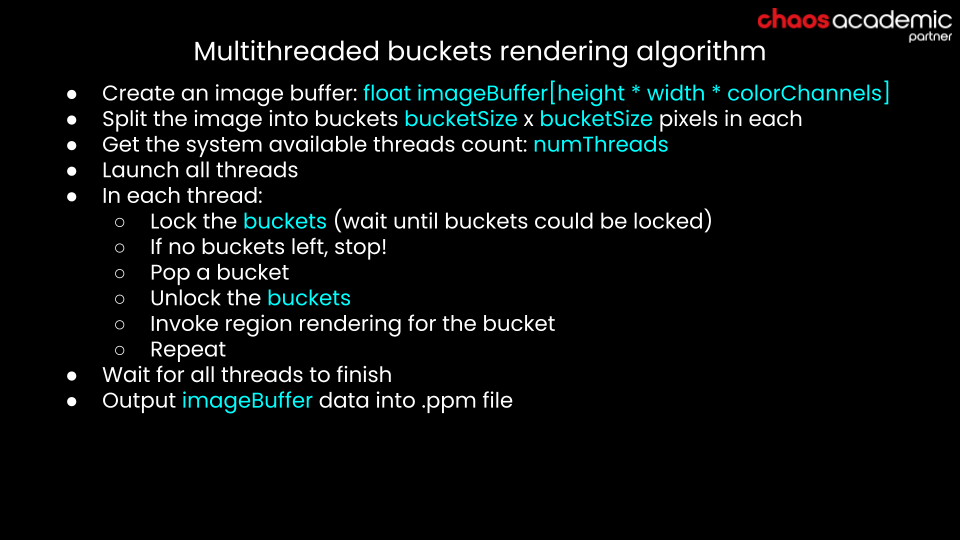 chaosacademic
partner
Multithreaded buckets rendering algorithm
● Create an image buffer: float imageBuffer[height * width * colorChannels]
● Split the image into buckets bucketSize x bucketSize pixels in each
● Get the system available threads count: numThreads
● Launch all threads
● In each thread:
○ Lock the buckets (wait until buckets could be locked)
○ If no buckets left, stop!
○ Pop a bucket
○ Unlock the buckets
○ Invoke region rendering for the bucket
○ Repeat
● Wait for all threads to finish
● Output imageBuffer data into .ppm file